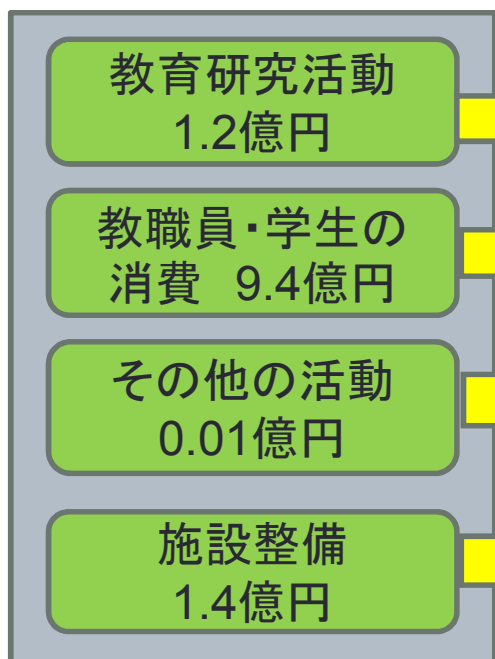 教育研究活動
1.2億円
教職員・学生の
消費　9.4億円
その他の活動
0.01億円
施設整備
1.4億円